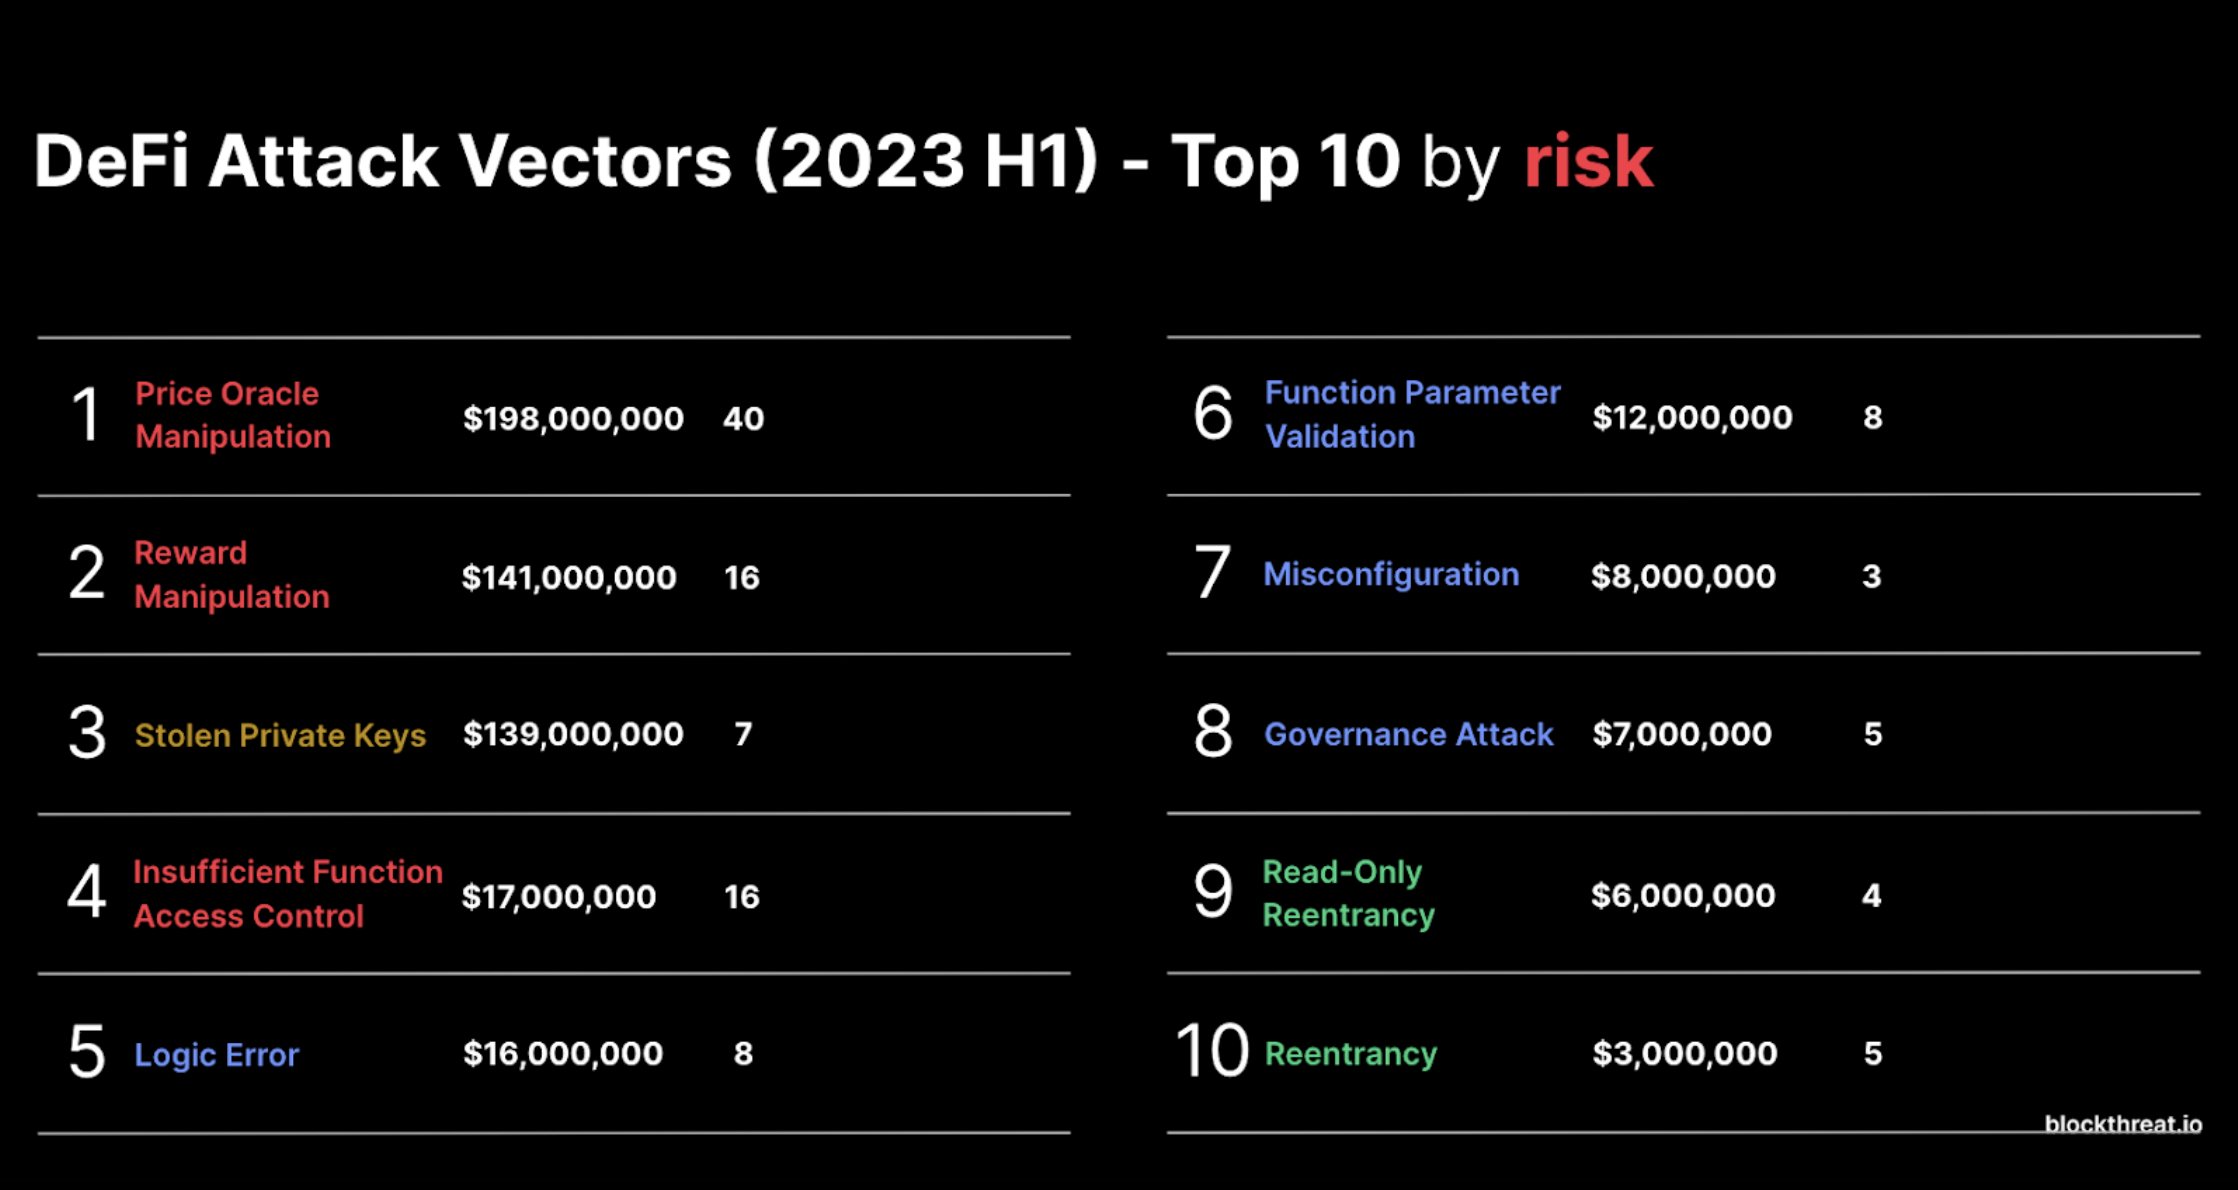 DeFi Attack Vectors (2023 H1) - Top 10 by risk
1 Price Oracle
Manipulation $198,000,000 40
2 Reward
Manipulation $141,000,000 16
3 Stolen Private Keys $139,000,000 7
4 Insufficient Function
Access Control $17,000,000 16
5 Logic Error $16,000,000 8
6 Function Parameter
Validation $12,000,000 8
7 Misconfiguration $8,000,000 3
8 Governance Attack $7,000,000 5
9 Read-Only
Reentrancy $6,000,000 4
10 Reentrancy $3,000,000 5
blockthreat.io